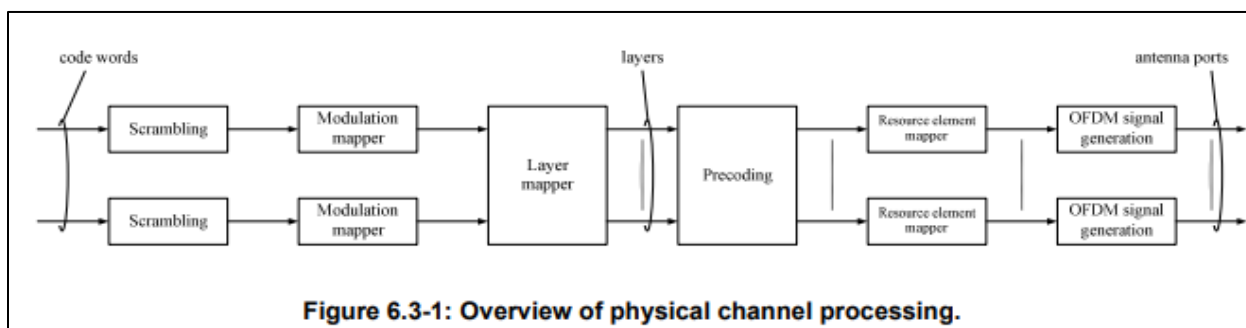 code words
layers
antenna ports
Scrambling
Modulation
mapper
Layer
mapper
Precoding
Resource element
mapper
OFDM signal
generation
Scrambling
Modulation
mapper
Resource element
mapper
OFDM signal
generation
Figure 6.3-1: Overview of physical channel processing.